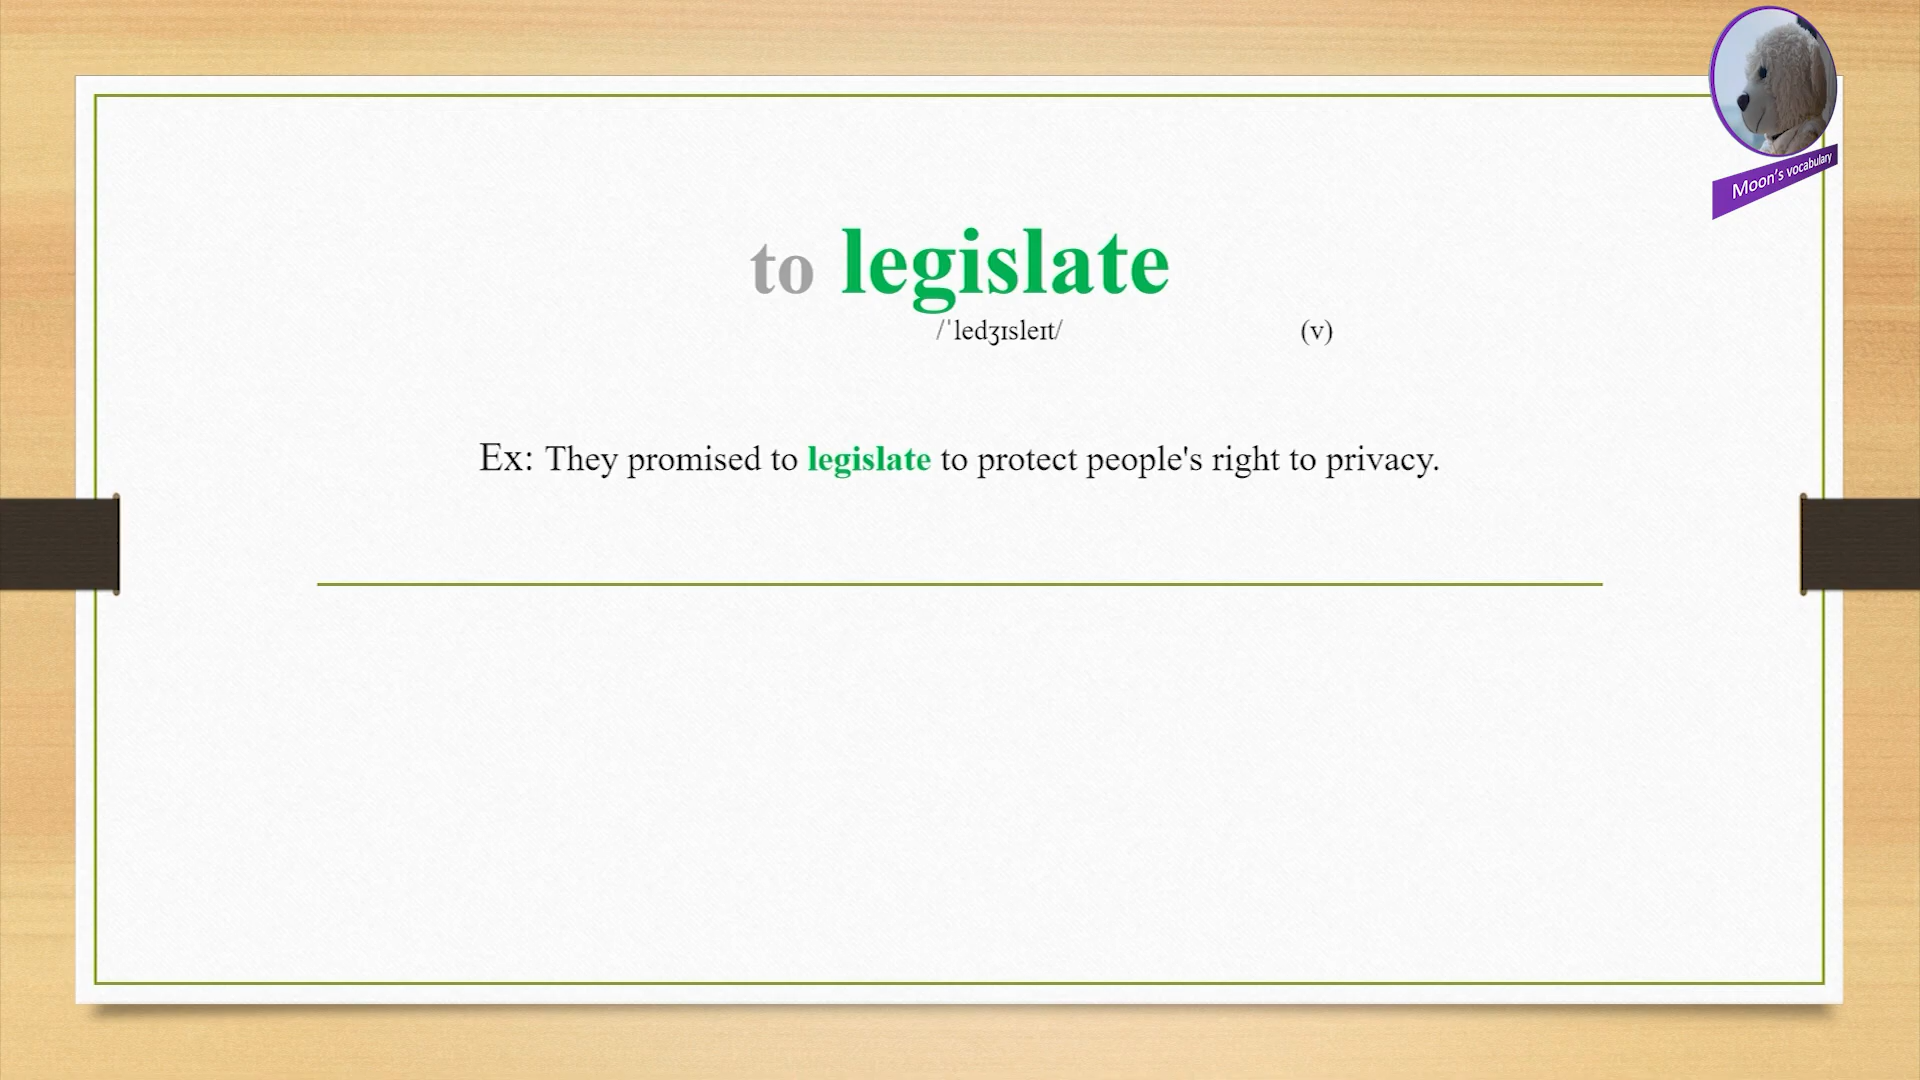 Moon's vocabulary
to legislate
/ˈledʒɪsleɪt/ (v)
Ex: They promised to legislate to protect people's right to privacy.